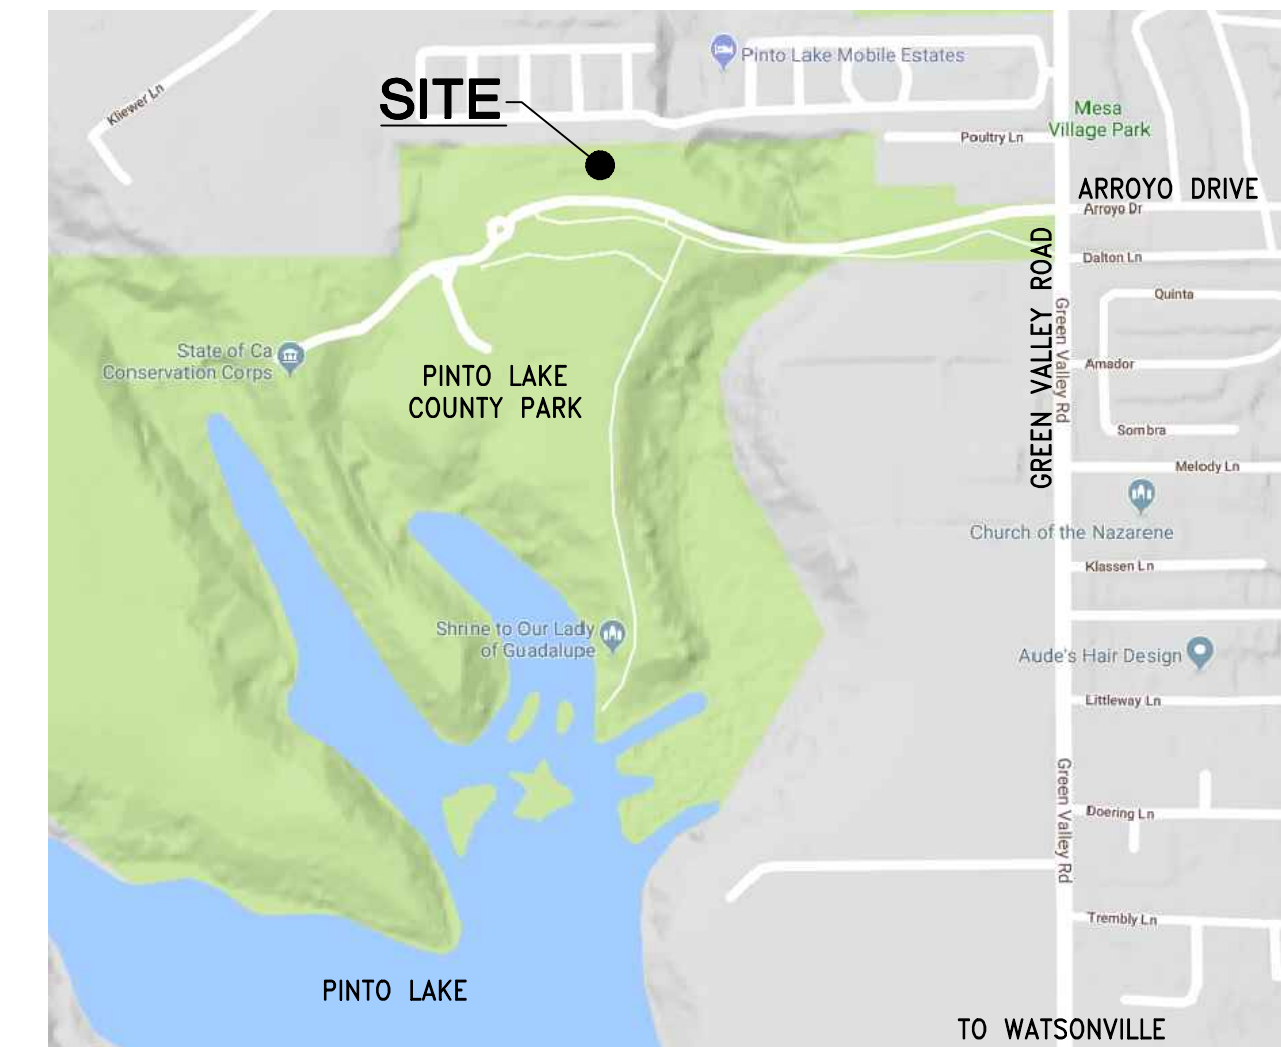 Pinto Lake Mobile Estates
Kliewer Ln
SITE
Mesa
Village Park
Poultry Ln
ARROYO DRIVE
Arroyo Dr
GREEN VALLEY ROAD
Dalton Ln
Quinta
Green Valley Rd
State of Ca
Conservation Corps
PINTO LAKE
COUNTY PARK
Amador
Sombra
Melody Ln
Church of the Nazarene
Klassen Ln
Shrine to Our Lady
of Guadalupe
Aude's Hair Design
Littleway Ln
Green Valley Rd
Doering Ln
Trembly Ln
PINTO LAKE
TO WATSONVILLE